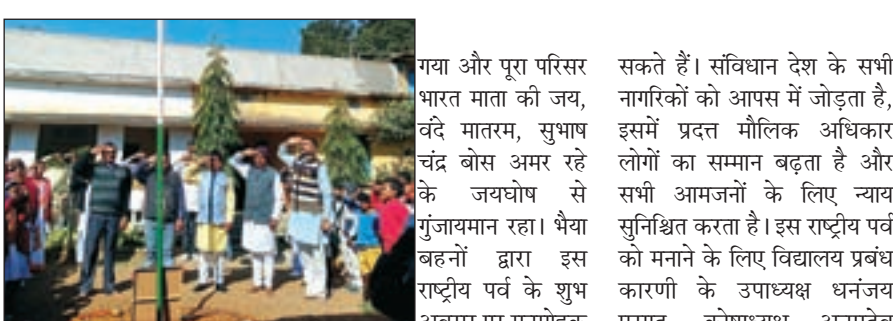 गया और पूरा परिसर
भारत माता की जय,
वंदे मातरम, सुभाष
चंद्र बोस अमर रहे
के जयघोष से
गुंजायमान रहा। भैया
बहनों द्वारा इस
राष्ट्रीय पर्व के शुभ
सकते हैं। संविधान देश के सभी
नागरिकों को आपस में जोड़ता है,
इसमें प्रदत्त मौलिक अधिकार
लोगों का सम्मान बढ़ता है और
सभी आमजनों के लिए न्याय
सुनिश्चित करता है। इस राष्ट्रीय पर्व
को मनाने के लिए विद्यालय प्रबंध
कारणी के उपाध्यक्ष धनंजय